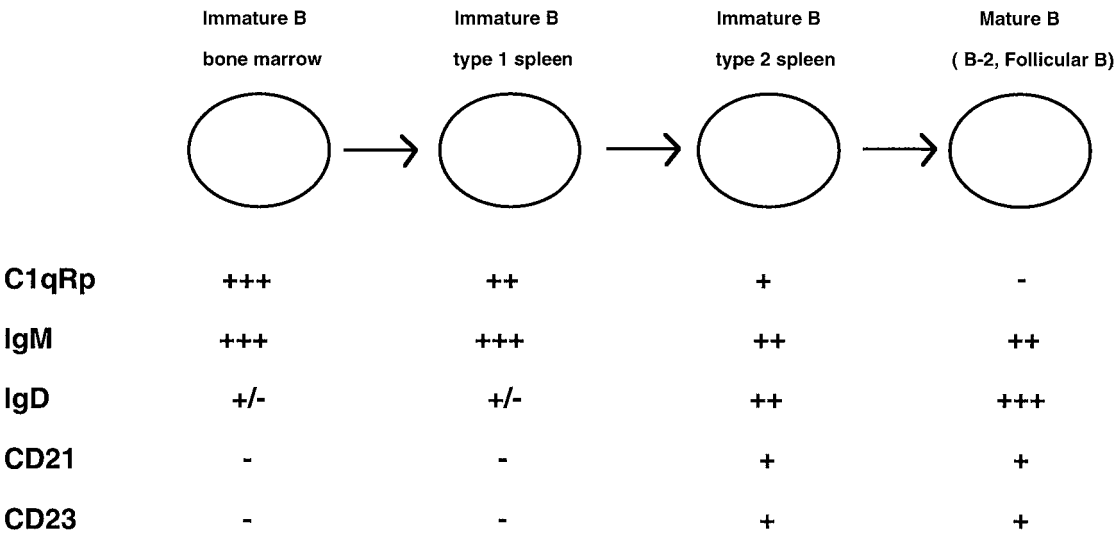 Immature B Immature B Immature B Mature B
bone marrow type 1 spleen type 2 spleen ( B-2, Follicular B)
C1qRp +++ ++ + -
IgM +++ +++ ++ ++
IgD +/- +/- ++ +++
CD21 - - + +
CD23 - - + +